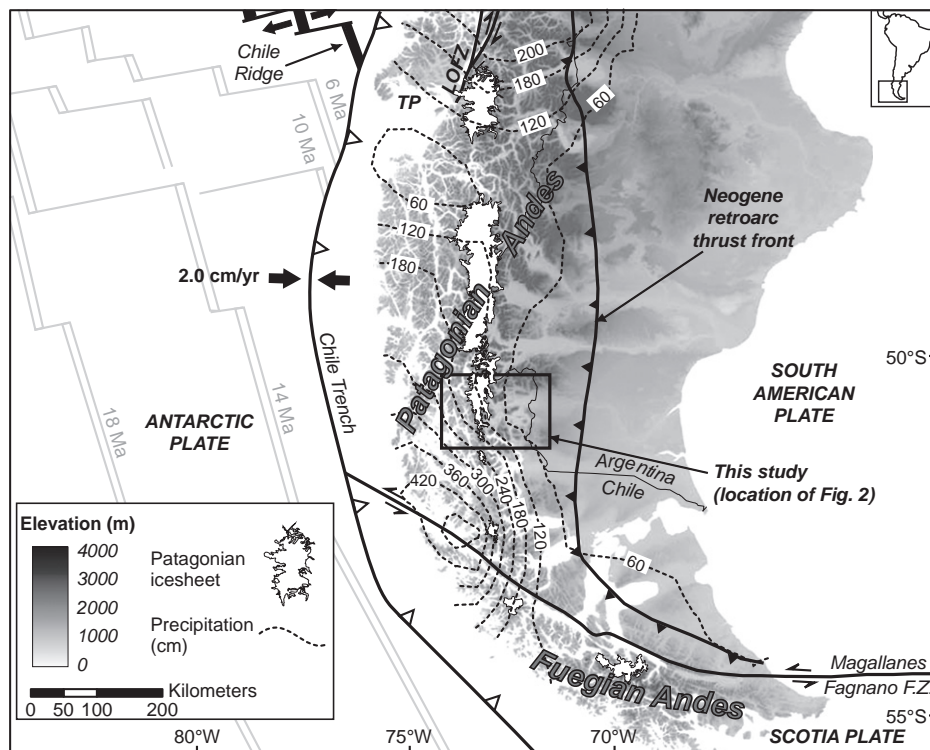 Chile
Ridge
LOFZ
TP
200
180
120
60
6 Ma
10 Ma
60
120
180
Patagonian Andes
Neogene
retroarc
thrust front
2.0 cm/yr
Chile Trench
50°S
SOUTH
AMERICAN
PLATE
ANTARCTIC
PLATE
18 Ma
14 Ma
Argentina
Chile
This study
(location of Fig. 2)
420
360
300
240
180
120
60
Elevation (m)
4000
3000
2000
1000
0
Patagonian
icesheet
Precipitation
(cm)
Kilometers
0 50 100 200
Fuegian Andes
Magallanes
Fagnano F.Z.
55°S
SCOTIA PLATE
80°W
75°W
70°W